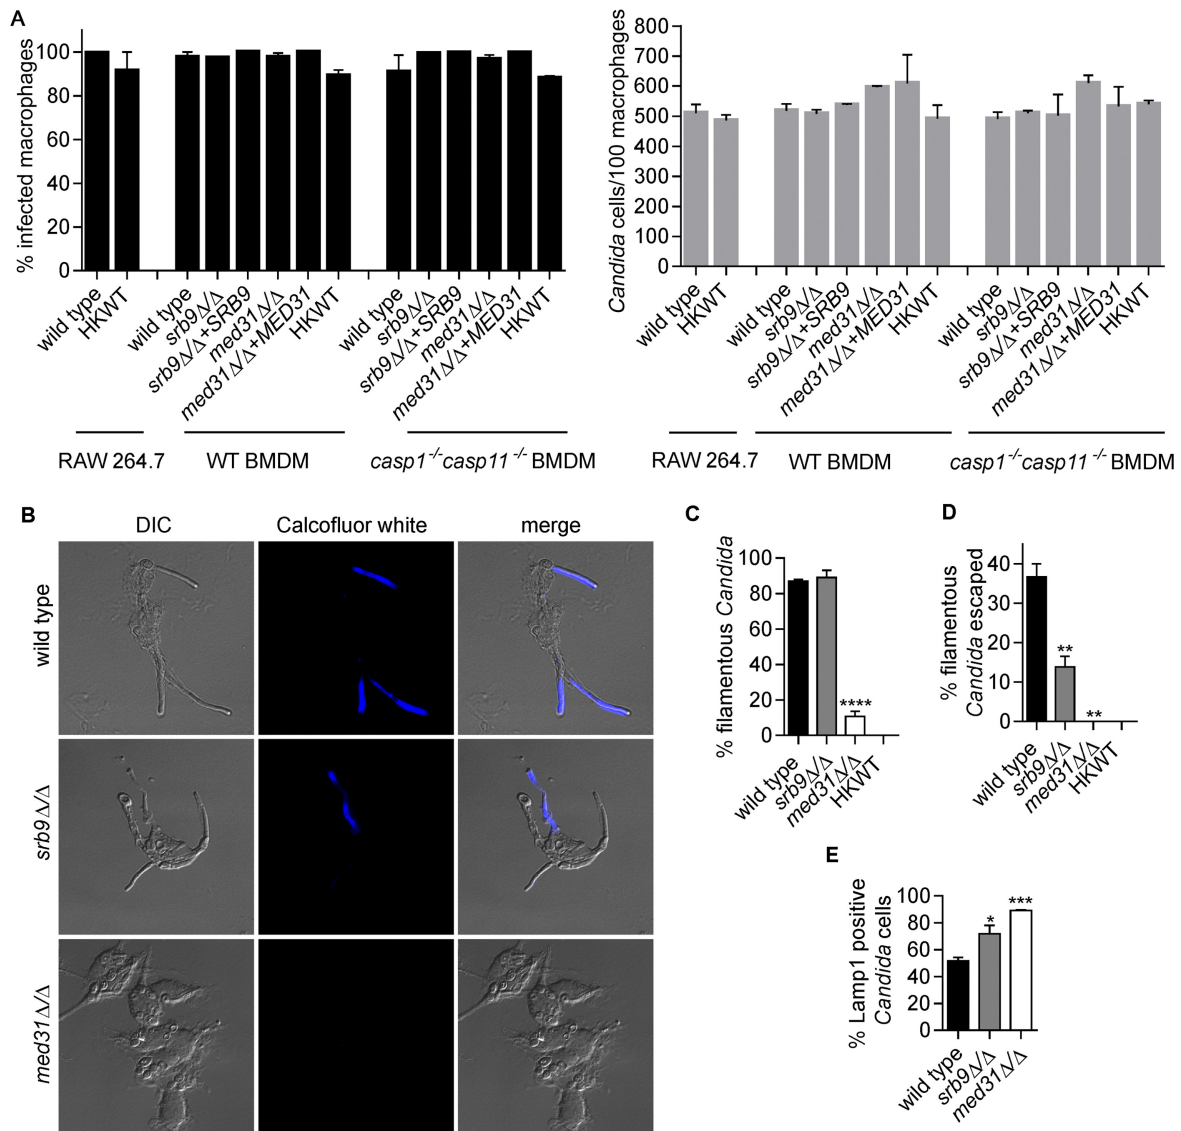 A
% infected macrophages
100
80
60
40
20
0
wild type
HKWT
wild type
srb9Δ/Δ
srb9Δ/Δ+SRB9
med31Δ/Δ
med31Δ/Δ+MED31
HKWT
wild type
srb9Δ/Δ
srb9Δ/Δ+SRB9
med31Δ/Δ
med31Δ/Δ+MED31
HKWT
RAW 264.7
WT BMDM
casp1-/-casp11-/- BMDM
Candida cells/100 macrophages
800
700
600
500
400
300
200
100
0
wild type
HKWT
wild type
srb9Δ/Δ
srb9Δ/Δ+SRB9
med31Δ/Δ
med31Δ/Δ+MED31
HKWT
wild type
srb9Δ/Δ
srb9Δ/Δ+SRB9
med31Δ/Δ
med31Δ/Δ+MED31
HKWT
RAW 264.7
WT BMDM
casp1-/-casp11-/- BMDM
B
DIC
Calcofluor white
merge
wild type
srb9Δ/Δ
med31Δ/Δ
C
% filamentous Candida
100
80
60
40
20
0
****
wild type
srb9Δ/Δ
med31Δ/Δ
HKWT
D
% filamentous
Candida escaped
40
30
20
10
0
**
**
wild type
srb9Δ/Δ
med31Δ/Δ
HKWT
E
% Lamp1 positive
Candida cells
100
80
60
40
20
0
*
***
wild type
srb9Δ/Δ
med31Δ/Δ